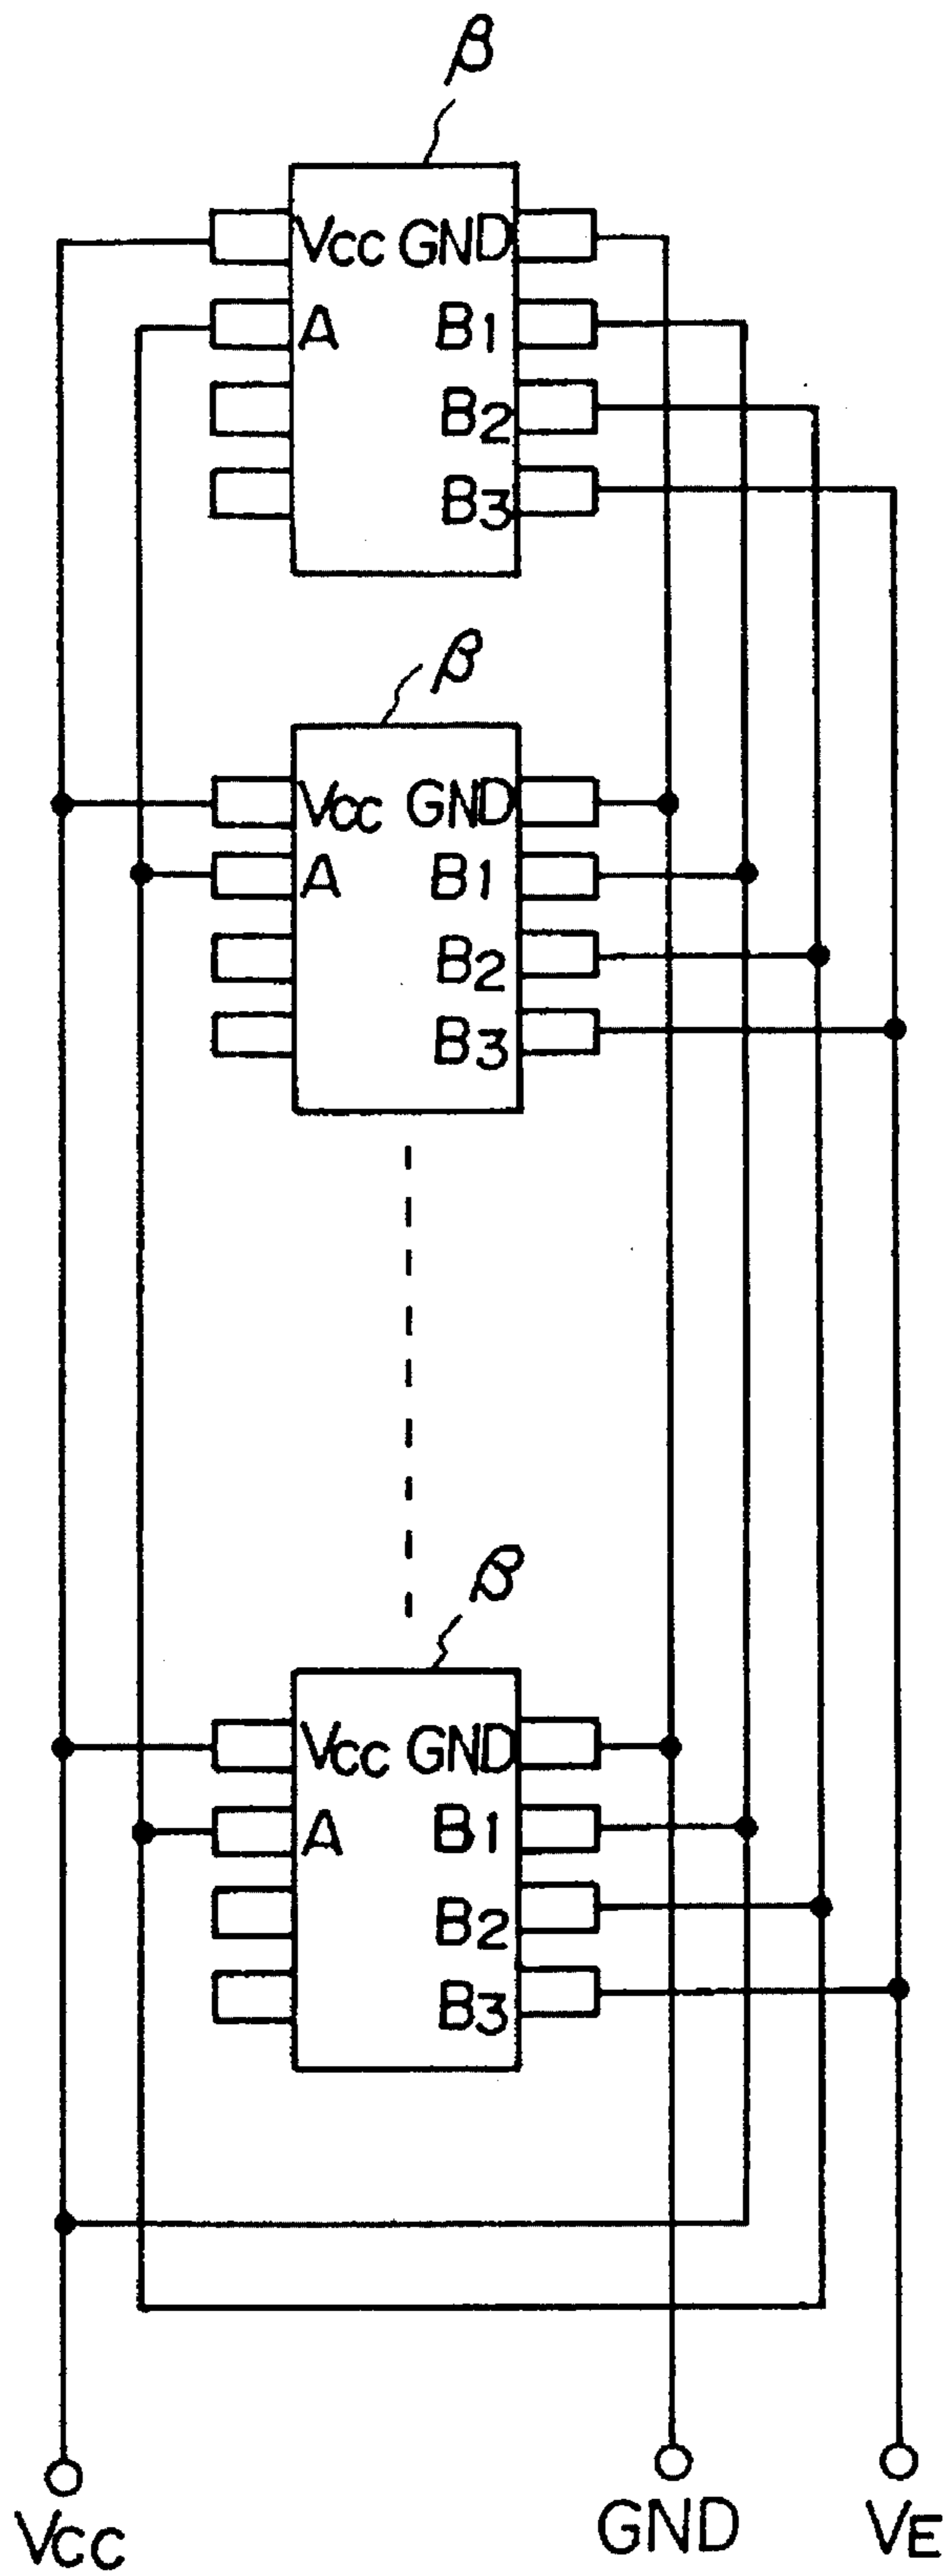 β
Vcc GND
A B1
B2
B3
β
Vcc GND
A B1
B2
B3
β
Vcc GND
A B1
B2
B3
Vcc GND VE